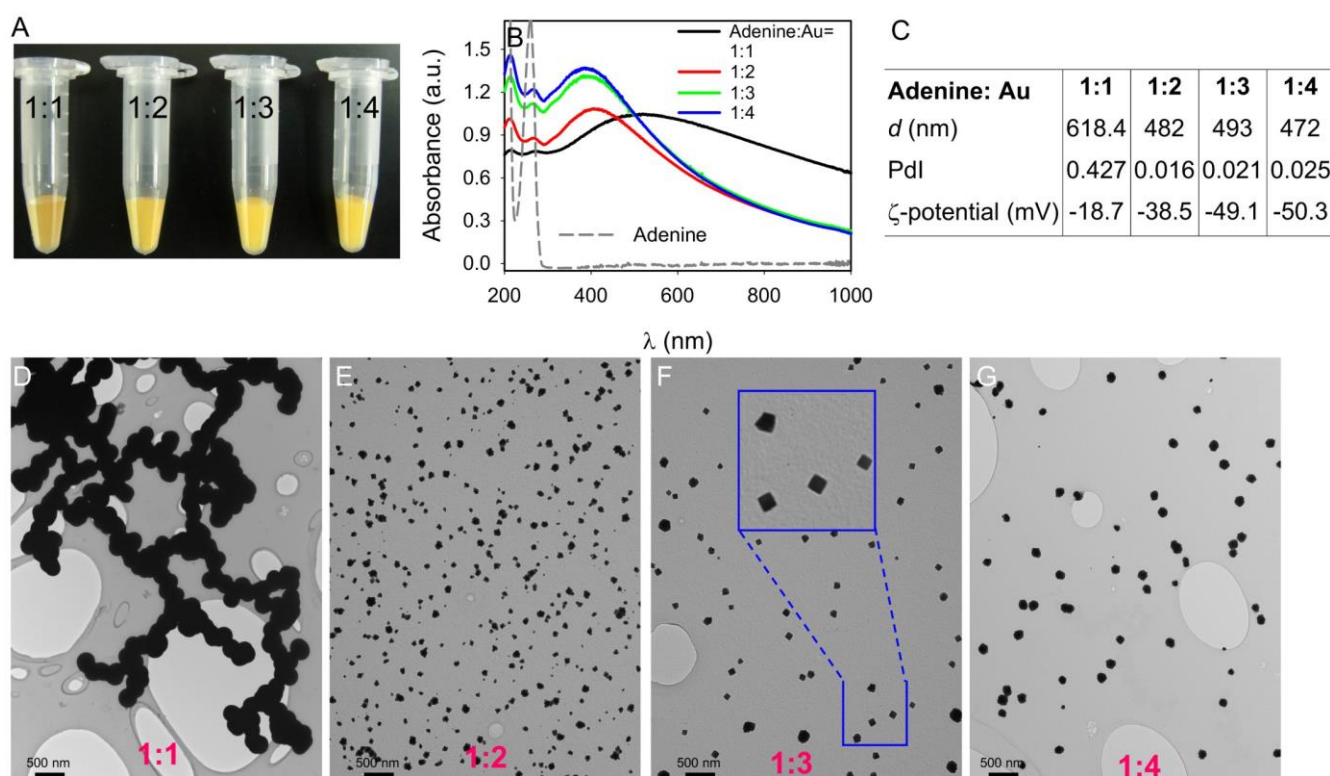 A
1:1
1:2
1:3
1:4
B
Absorbance (a.u.)
1.5
1.2
0.9
0.6
0.3
0.0
Adenine:Au=
1:1
1:2
1:3
1:4
Adenine
200
400
600
800
1000
λ (nm)
C
Adenine: Au 1:1 1:2 1:3 1:4
d (nm) 618.4 482 493 472
PdI 0.427 0.016 0.021 0.025
ζ-potential (mV) -18.7 -38.5 -49.1 -50.3
D
500 nm
1:1
E
500 nm
1:2
F
500 nm
1:3
G
500 nm
1:4